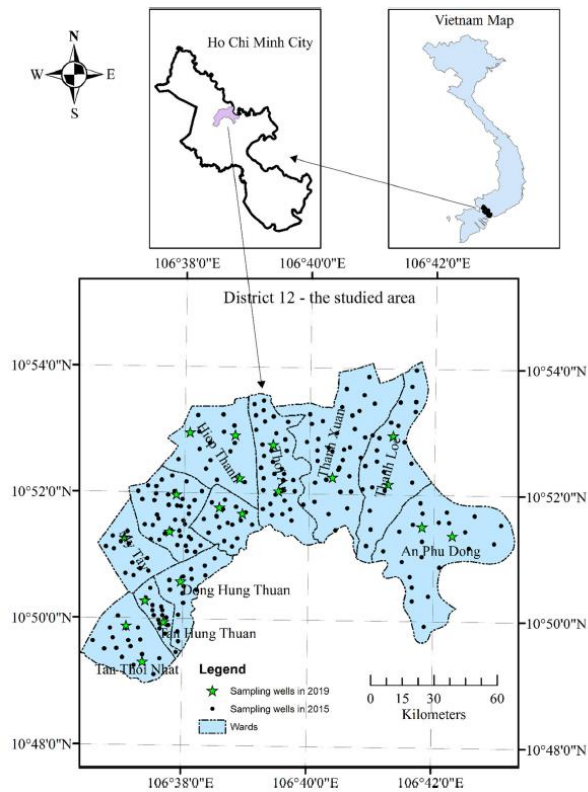 N
W
E
S
Ho Chi Minh City
Vietnam Map
106°38'0"E
106°40'0"E
106°42'0"E
District 12 - the studied area
10°54'0"N
10°54'0"N
Hiep Thanh
Thanh Xuan
Thanh Loc
10°52'0"N
10°52'0"N
An Phu Dong
Dong Hung Thuan
10°50'0"N
10°50'0"N
Tan Hung Thuan
Tan Thoi Nhat
Legend
Sampling wells in 2019
Sampling wells in 2015
Wards
0 15 30 45 60
Kilometers
10°48'0"N
10°48'0"N
106°38'0"E
106°40'0"E
106°42'0"E